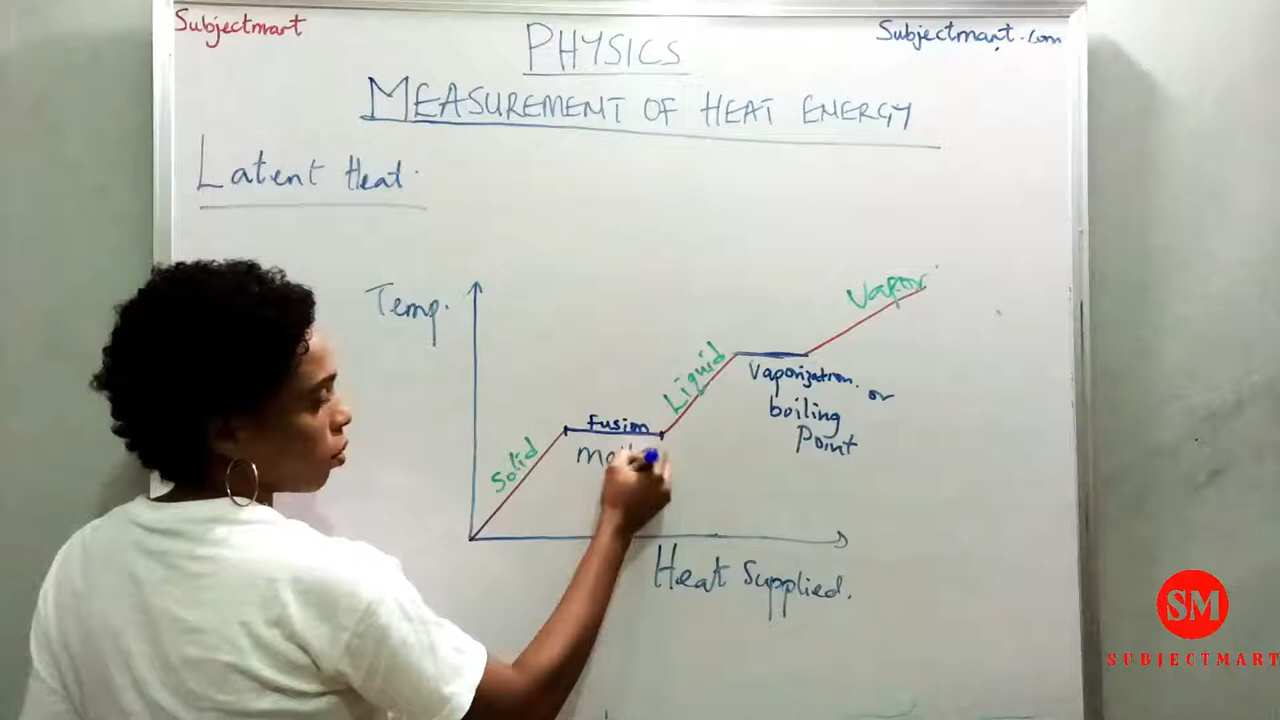 Subjectmart
Subjectmart.com
PHYSICS
MEASUREMENT OF HEAT ENERGY
Latent Heat.
Temp.
Vapor
Liquid
Vaporization. or
boiling
Point
Fusion
Solid
Heat Supplied.
SM
SUBJECTMART